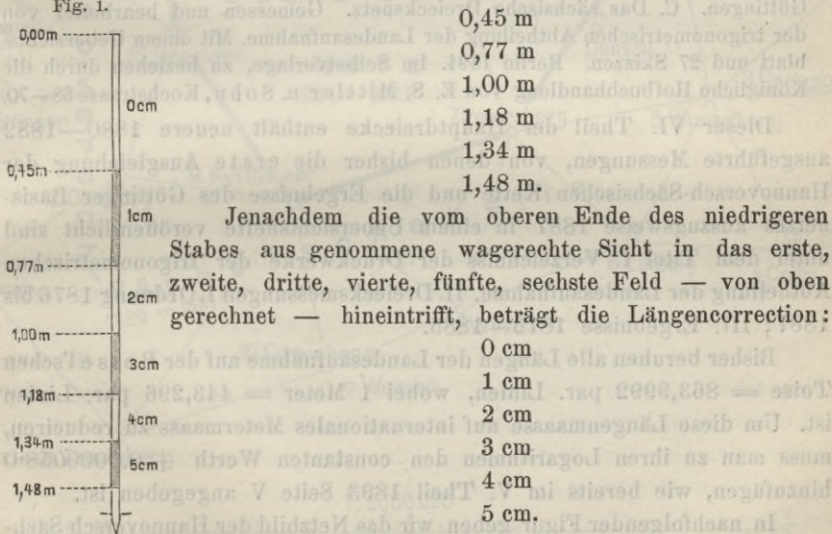 Fig. 1.
0,00m
0cm
0,45m
1cm
0,77m
2cm
1,00m
3cm
1,18m
4cm
1,34m
5cm
1,48m
0,45 m
0,77 m
1,00 m
1,18 m
1,34 m
1,48 m.
Jenachdem die vom oberen Ende des niedrigeren
Stabes aus genommene wagerechte Sicht in das erste,
zweite, dritte, vierte, fünfte, sechste Feld — von oben
gerechnet — hineintrifft, beträgt die Längencorrection:
0 cm
1 cm
2 cm
3 cm
4 cm
5 cm.